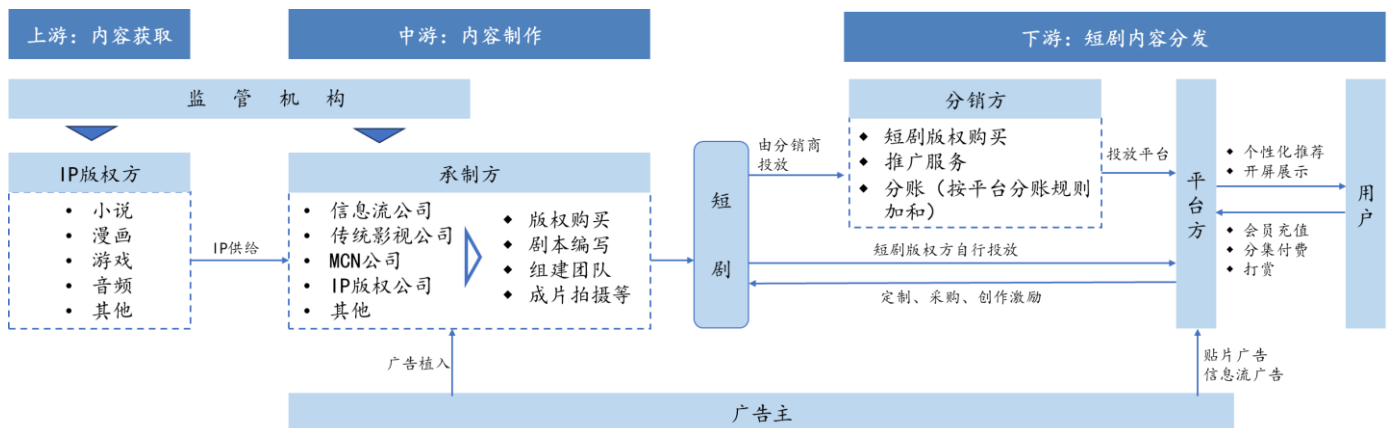 上游：内容获取
中游：内容制作
下游：短剧内容分发
监管机构
IP版权方
小说
漫画
游戏
音频
其他
IP供给
承制方
信息流公司
传统影视公司
MCN公司
IP版权公司
其他
版权购买
剧本编写
组建团队
成片拍摄等
短剧
由分销商
投放
分销方
短剧版权购买
推广服务
分账（按平台分账规则
加和）
投放平台
短剧版权方自行投放
定制、采购、创作激励
平台方
个性化推荐
开屏展示
会员充值
分集付费
打赏
用户
广告植入
贴片广告
信息流广告
广告主